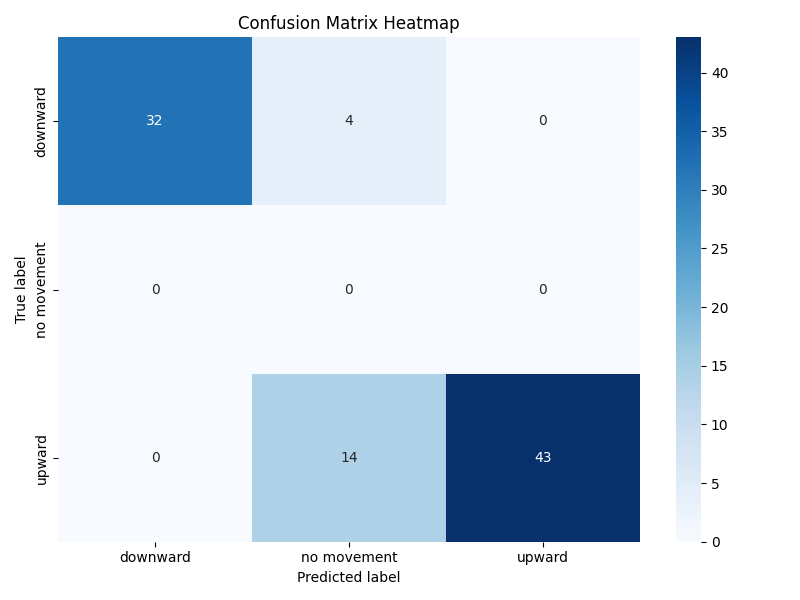 Confusion Matrix Heatmap
True label
downward
32 4 0
no movement
0 0 0
upward
0 14 43
downward no movement upward
Predicted label
40
35
30
25
20
15
10
5
0